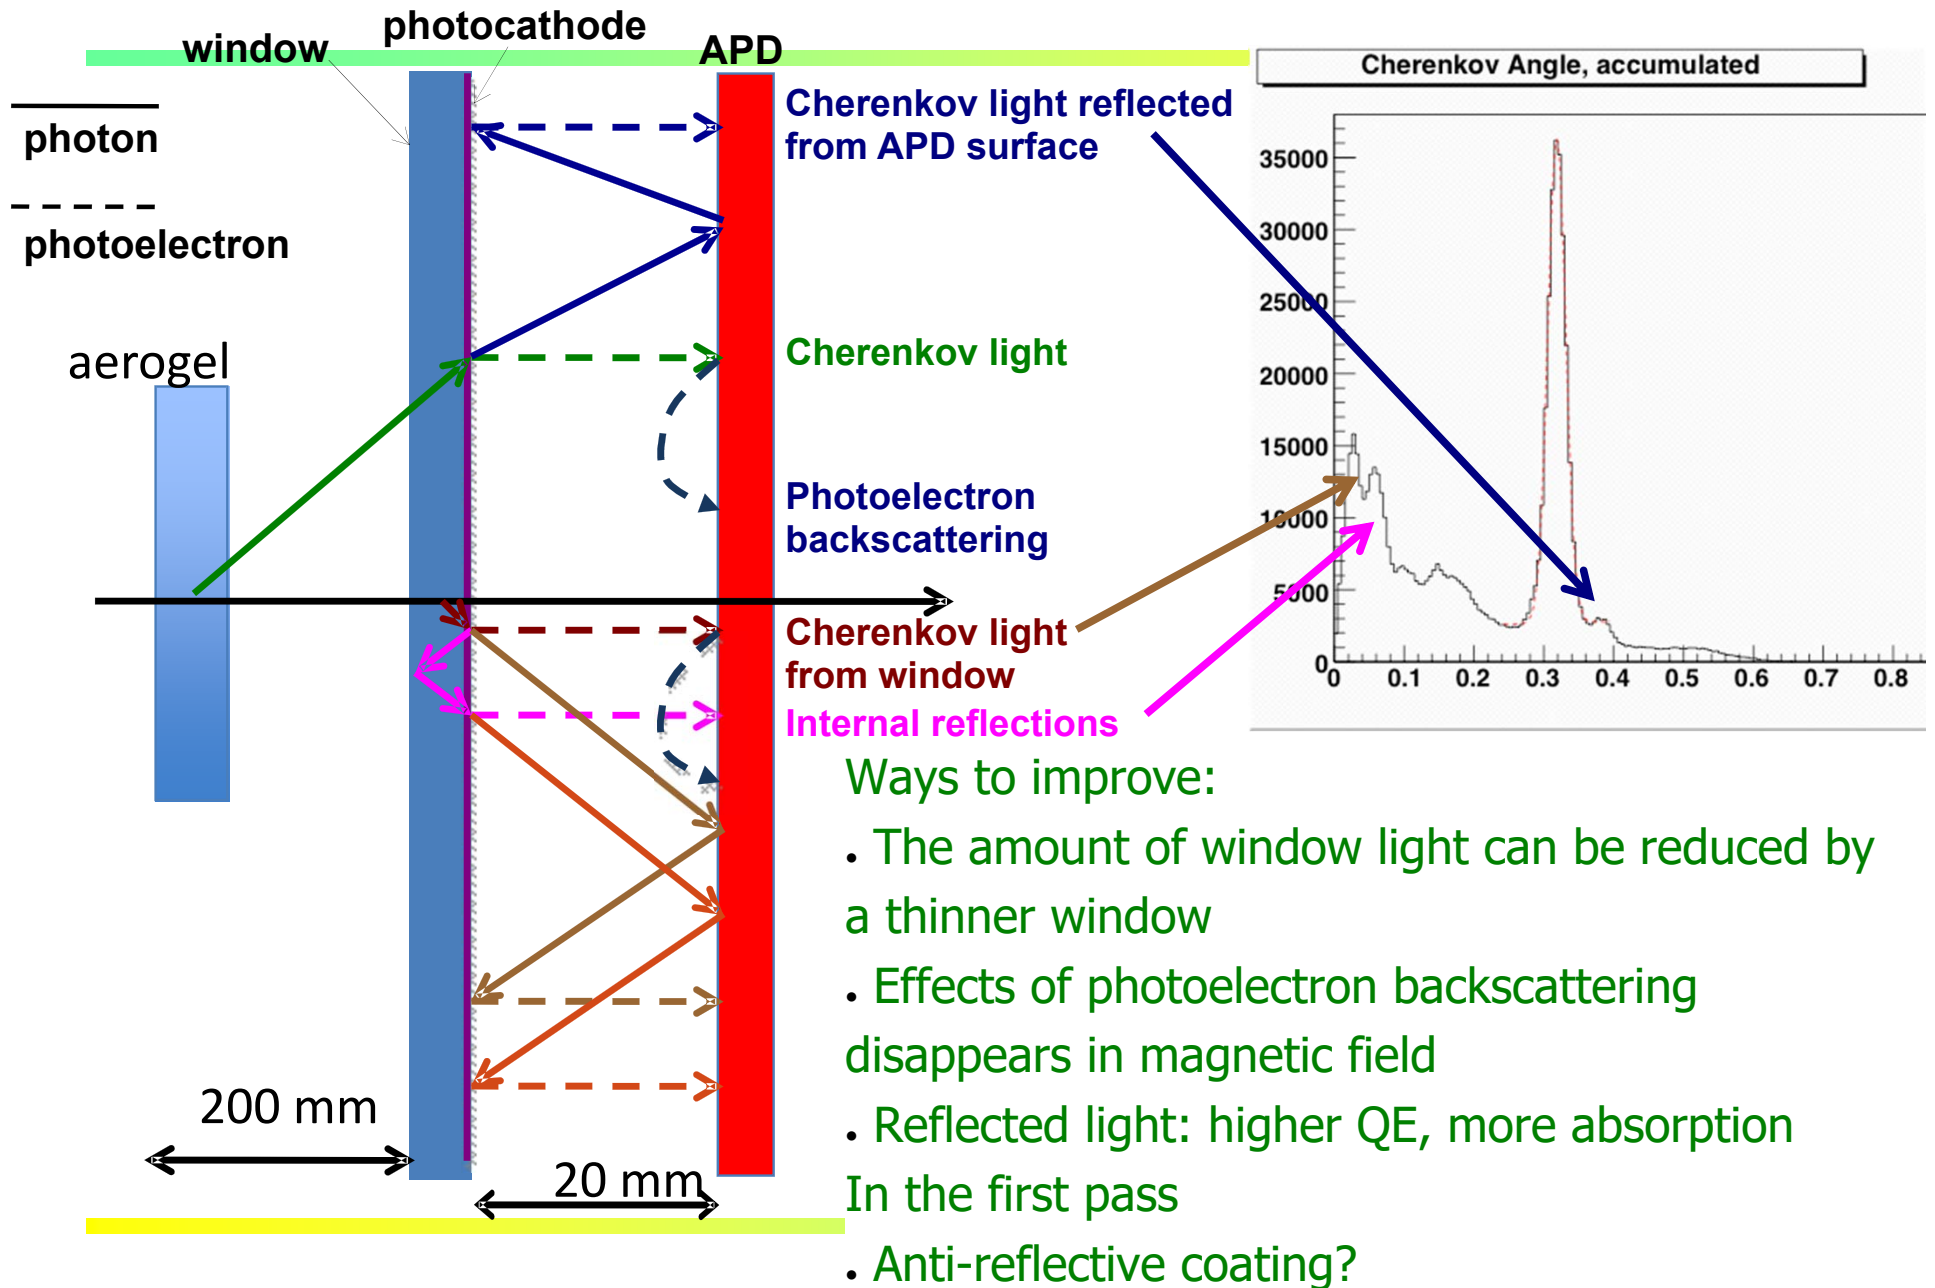 photocathode
window
APD
photon
photoelectron
aerogel
200 mm
20 mm
Cherenkov light reflected
from APD surface
Cherenkov light
Photoelectron
backscattering
Cherenkov light
from window
Internal reflections
Cherenkov Angle, accumulated
35000
30000
25000
20000
15000
10000
5000
0
0 0.1 0.2 0.3 0.4 0.5 0.6 0.7 0.8
Ways to improve:
• The amount of window light can be reduced by
a thinner window
• Effects of photoelectron backscattering
disappears in magnetic field
• Reflected light: higher QE, more absorption
In the first pass
• Anti-reflective coating?